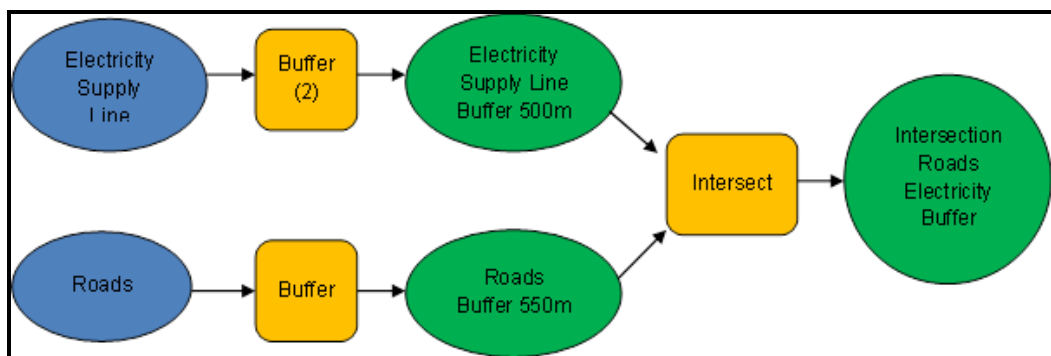 Electricity
Supply
Line
Buffer
(2)
Electricity
Supply Line
Buffer 500m
Intersect
Intersection
Roads
Electricity
Buffer
Roads
Buffer
Roads
Buffer 550m